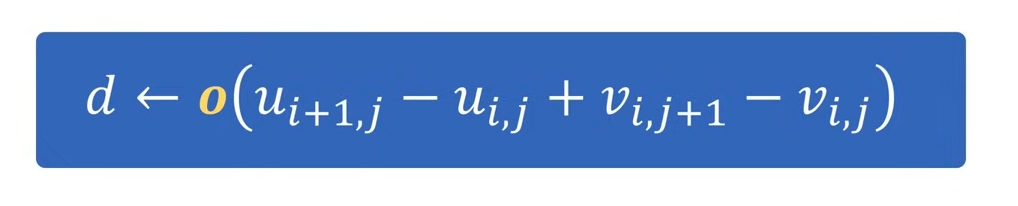 d ← o(u_{i+1,j} − u_{i,j} + v_{i,j+1} − v_{i,j})